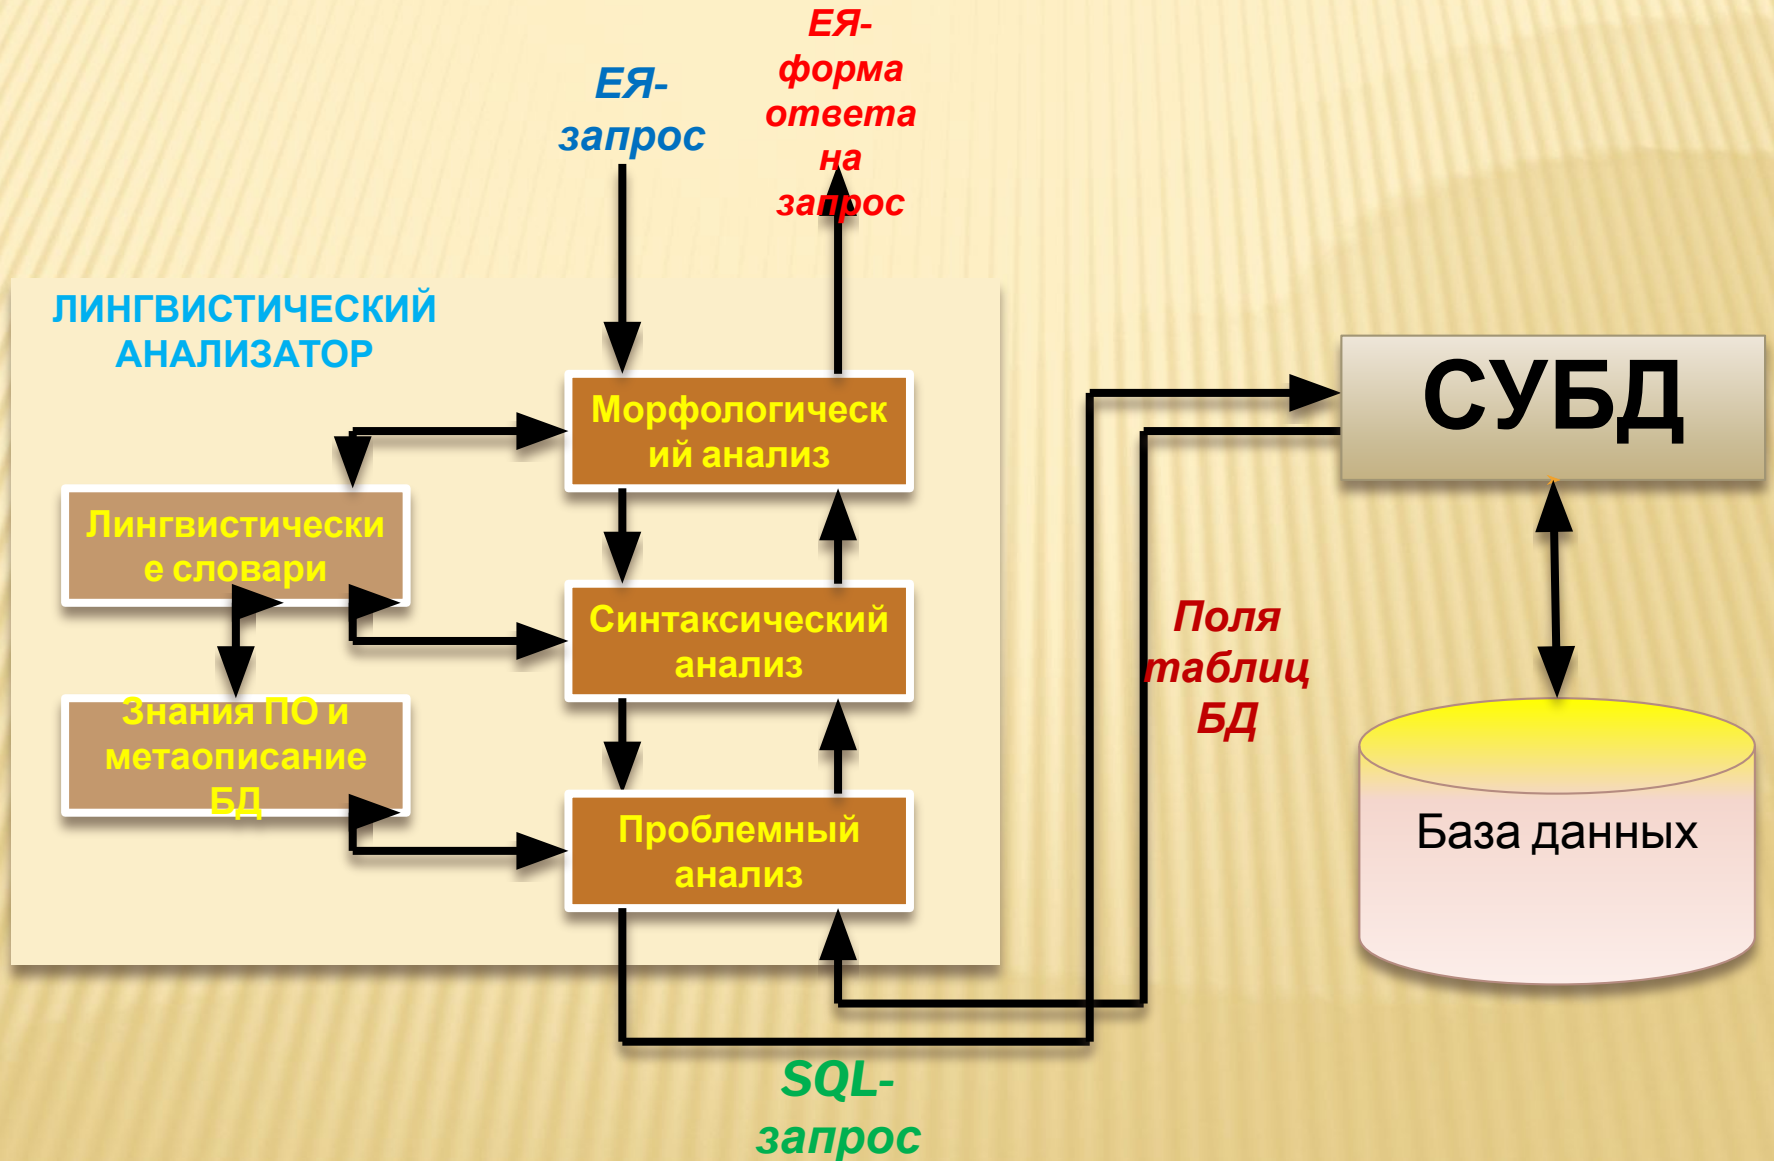 ЕЯ-
запрос
ЕЯ-
форма
ответа
на
запрос
ЛИНГВИСТИЧЕСКИЙ
АНАЛИЗАТОР
Морфологическ
ий анализ
СУБД
Лингвистически
е словари
Синтаксический
анализ
Поля
таблиц
БД
Знания ПО и
метаописание
БД
Проблемный
анализ
База данных
SQL-
запрос